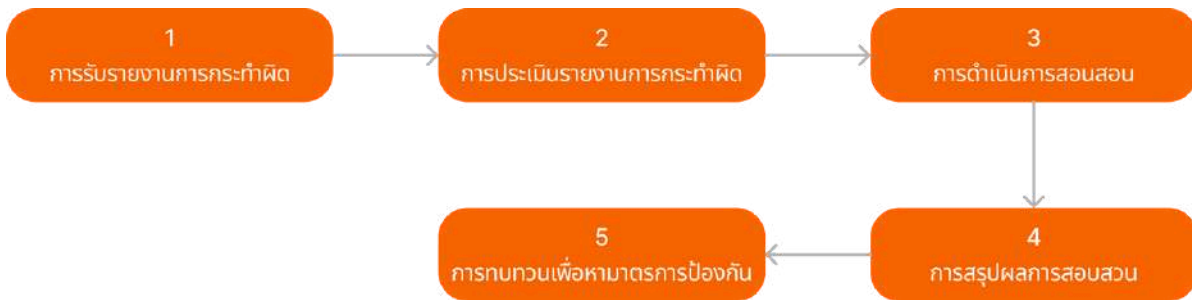 1
การรับรายงานการกระทำผิด
2
การประเมินรายงานการกระทำผิด
3
การดำเนินการสอนสอน
4
การสรุปผลการสอบสวน
5
การทบทวนเพื่อหามาตรการป้องกัน